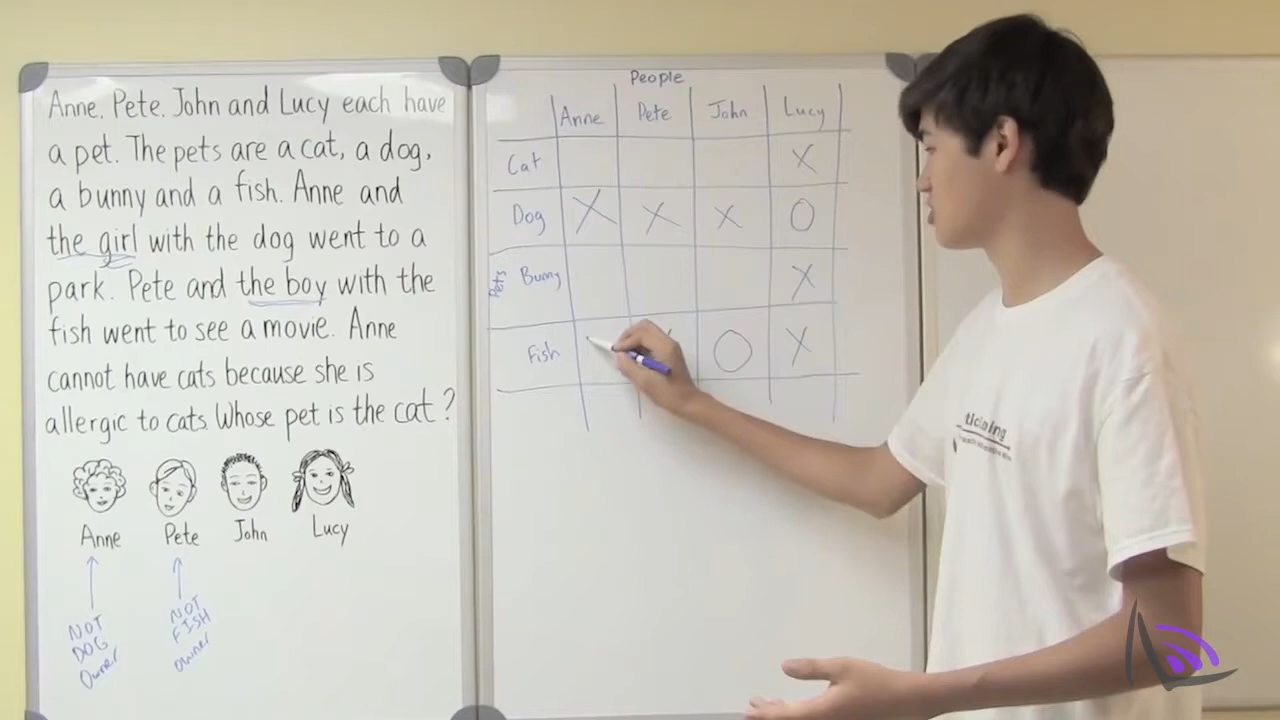 Anne. Pete. John and Lucy each have
a pet. The pets are a cat, a dog,
a bunny and a fish. Anne and
the girl with the dog went to a
park. Pete and the boy with the
fish went to see a movie. Anne
cannot have cats because she is
allergic to cats. Whose pet is the cat?
Anne Pete John Lucy
NOT
DOG
Owner
NOT
FISH
owner
People
Anne Pete John Lucy
Cat X
Dog X X X O
Pets
Bunny X
Fish O X